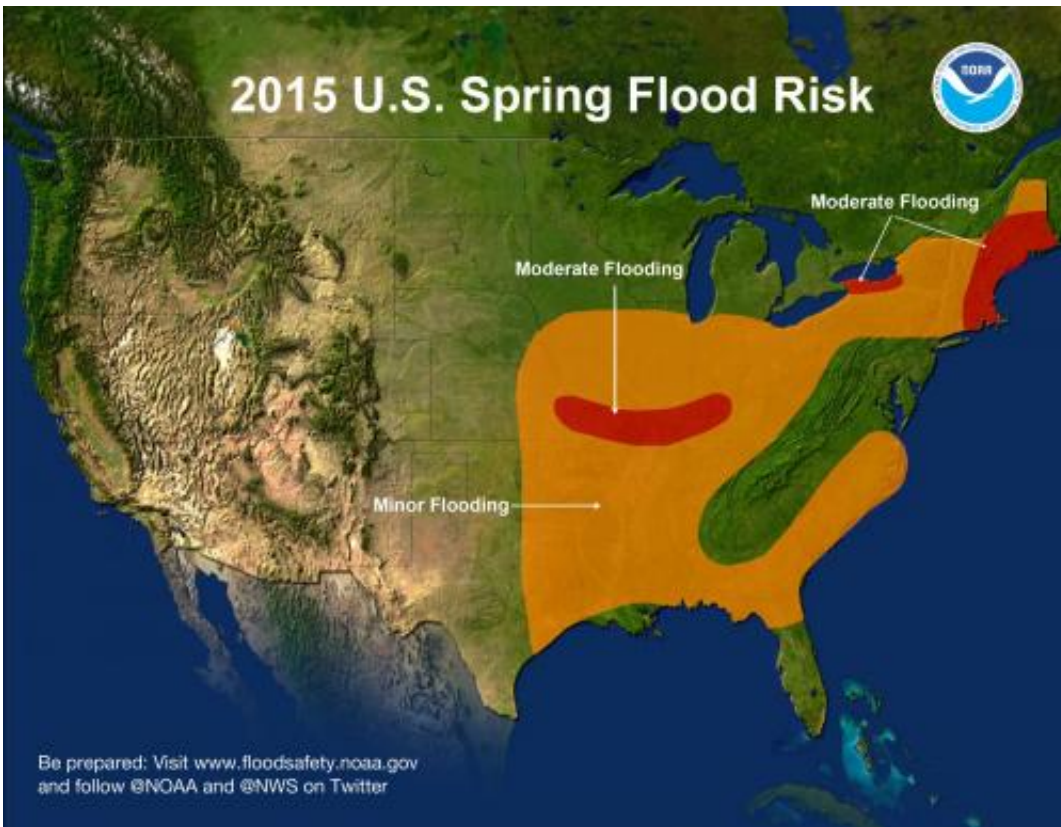 2015 U.S. Spring Flood Risk
NOAA
Moderate Flooding
Moderate Flooding
Minor Flooding
Be prepared: Visit www.floodsafety.noaa.gov
and follow @NOAA and @NWS on Twitter